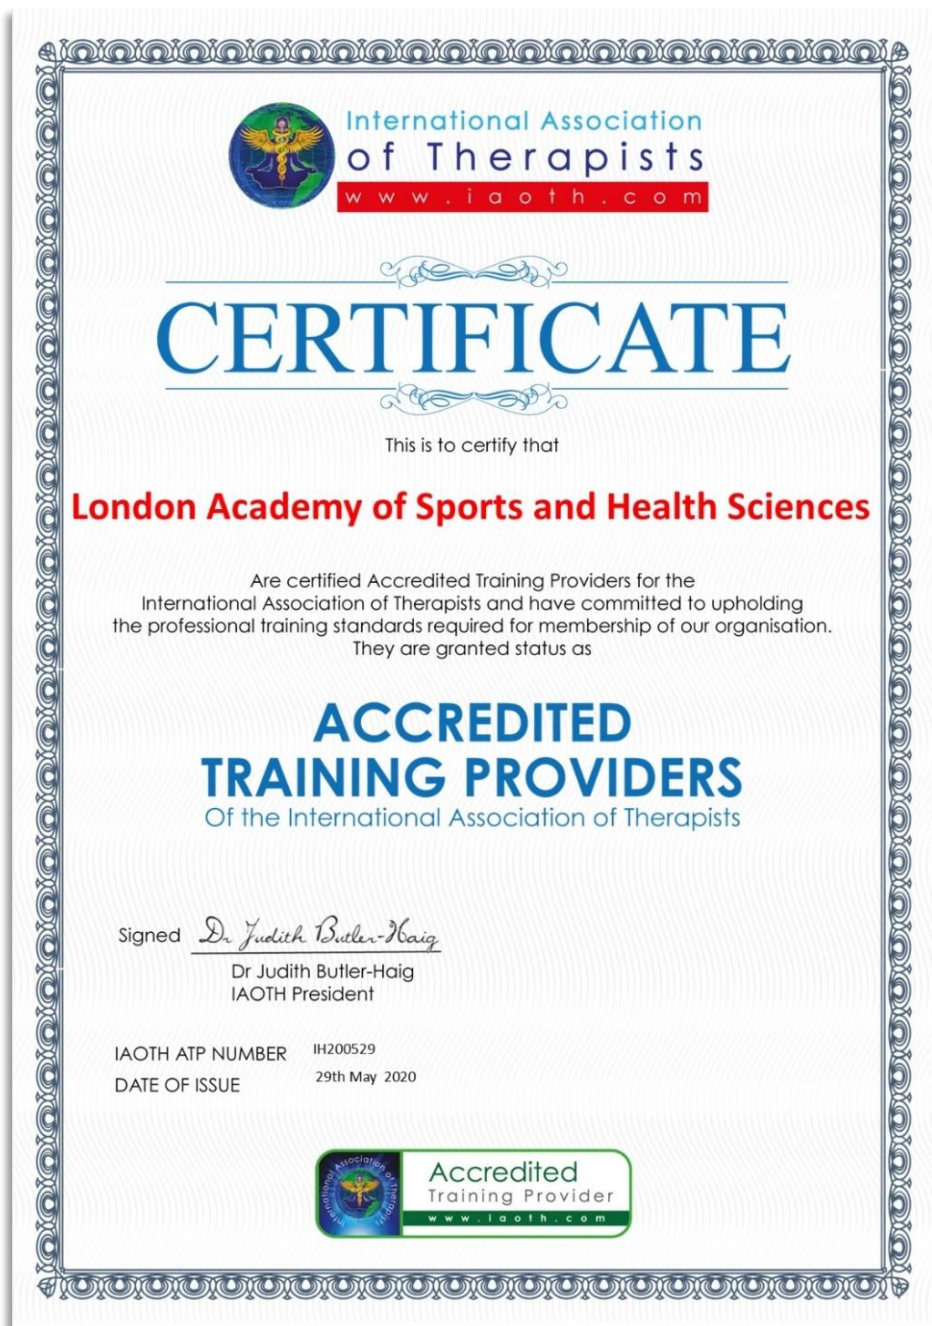 International Association
of Therapists
www.iaoth.com
CERTIFICATE
This is to certify that
London Academy of Sports and Health Sciences
Are certified Accredited Training Providers for the
International Association of Therapists and have committed to upholding
the professional training standards required for membership of our organisation.
They are granted status as
ACCREDITED
TRAINING PROVIDERS
Of the International Association of Therapists
Signed Dr Judith Butler-Haig
Dr Judith Butler-Haig
IAOTH President
IAOTH ATP NUMBER IH200529
DATE OF ISSUE 29th May 2020
International Association of Therapists
Accredited
Training Provider
www.iaoth.com